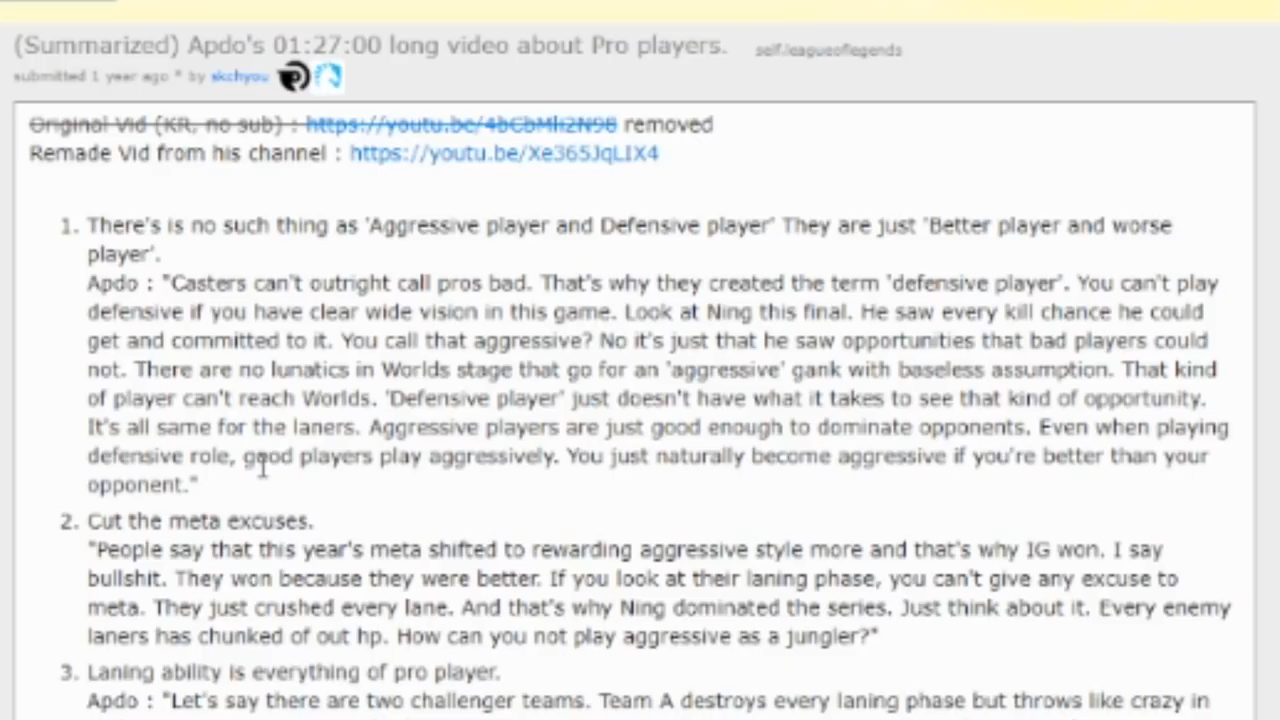 (Summarized) Apdo's 01:27:00 long video about Pro players. self.leagueoflegends
submitted 1 year ago * by skchyou
Original Vid (KR, no sub) : https://youtu.be/4bCbMli2N98 removed
Remade Vid from his channel : https://youtu.be/Xe365JqLIX4
1. There's is no such thing as 'Aggressive player and Defensive player' They are just 'Better player and worse
player'.
Apdo : "Casters can't outright call pros bad. That's why they created the term 'defensive player'. You can't play
defensive if you have clear wide vision in this game. Look at Ning this final. He saw every kill chance he could
get and committed to it. You call that aggressive? No it's just that he saw opportunities that bad players could
not. There are no lunatics in Worlds stage that go for an 'aggressive' gank with baseless assumption. That kind
of player can't reach Worlds. 'Defensive player' just doesn't have what it takes to see that kind of opportunity.
It's all same for the laners. Aggressive players are just good enough to dominate opponents. Even when playing
defensive role, good players play aggressively. You just naturally become aggressive if you're better than your
opponent."
2. Cut the meta excuses.
"People say that this year's meta shifted to rewarding aggressive style more and that's why IG won. I say
bullshit. They won because they were better. If you look at their laning phase, you can't give any excuse to
meta. They just crushed every lane. And that's why Ning dominated the series. Just think about it. Every enemy
laners has chunked of out hp. How can you not play aggressive as a jungler?"
3. Laning ability is everything of pro player.
Apdo : "Let's say there are two challenger teams. Team A destroys every laning phase but throws like crazy in